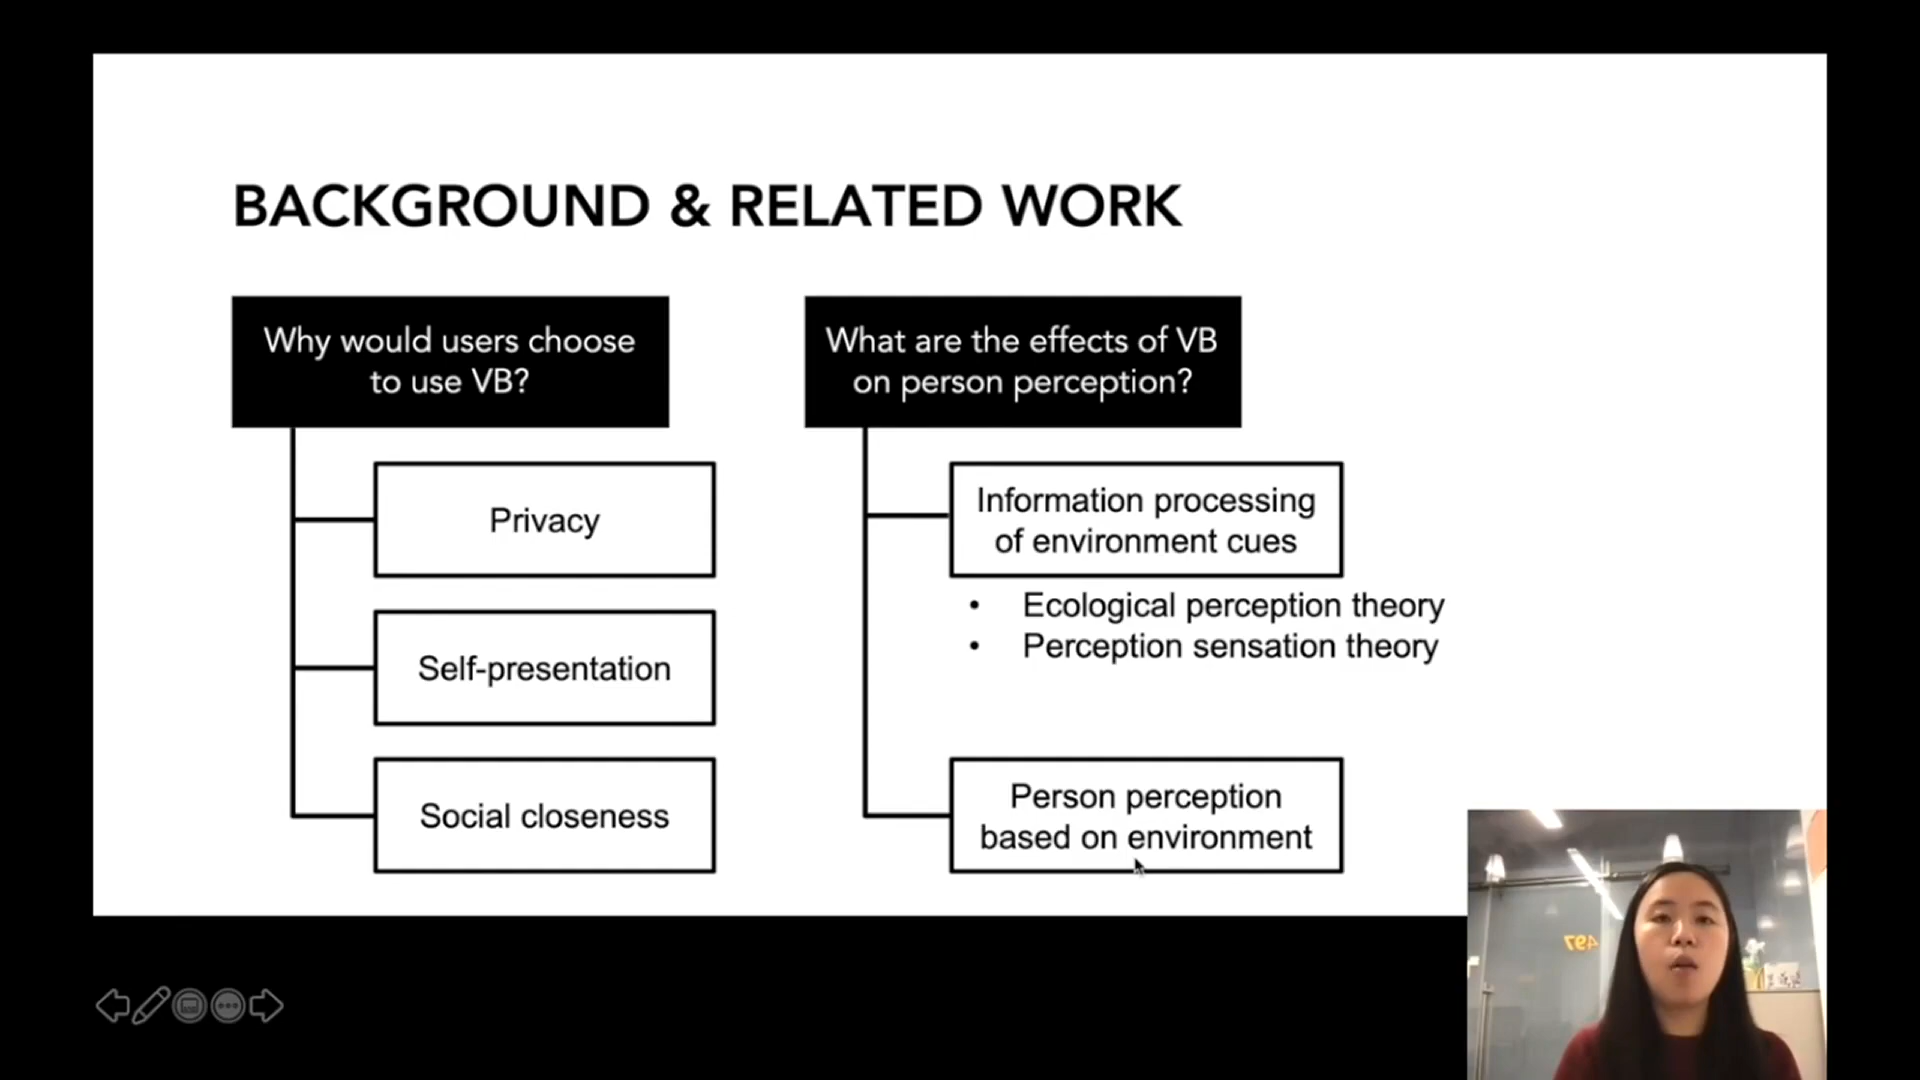 BACKGROUND & RELATED WORK
Why would users choose
to use VB?
Privacy
Self-presentation
Social closeness
What are the effects of VB
on person perception?
Information processing
of environment cues
• Ecological perception theory
• Perception sensation theory
Person perception
based on environment
497